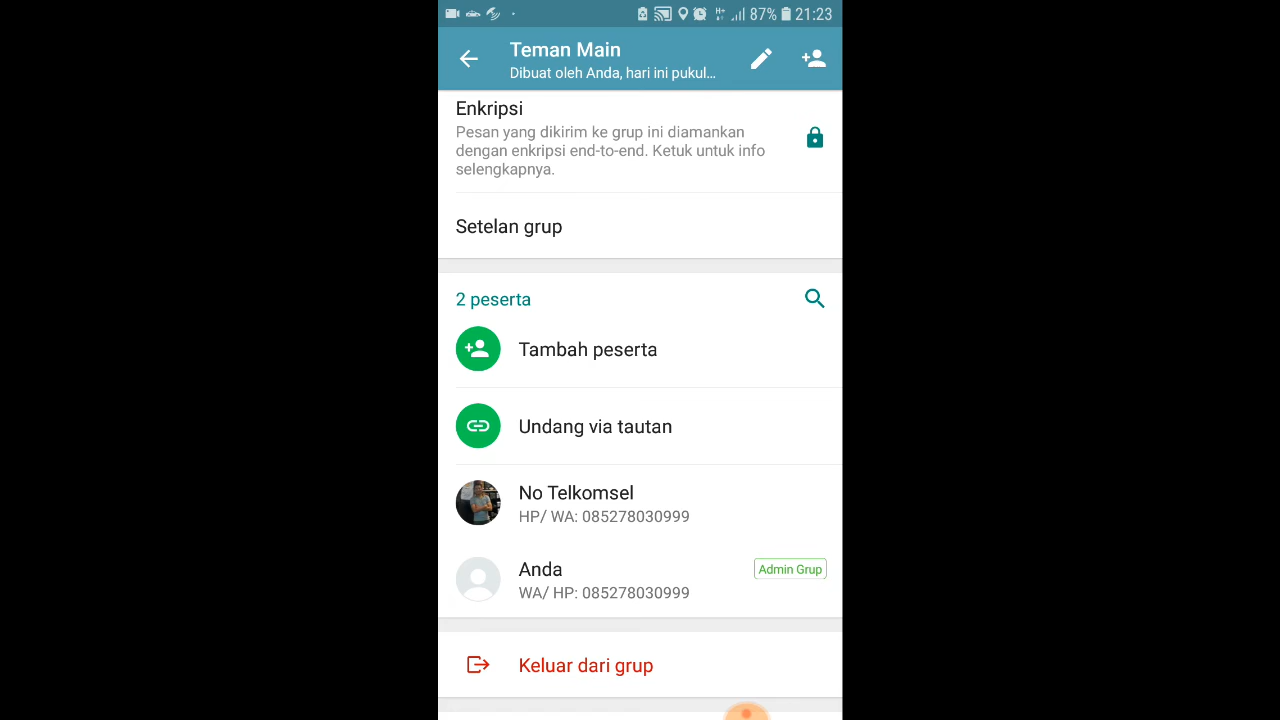 87% 21:23
Teman Main
Dibuat oleh Anda, hari ini pukul...
Enkripsi
Pesan yang dikirim ke grup ini diamankan
dengan enkripsi end-to-end. Ketuk untuk info
selengkapnya.
Setelan grup
2 peserta
Tambah peserta
Undang via tautan
No Telkomsel
HP/ WA: 085278030999
Anda
Admin Grup
WA/ HP: 085278030999
Keluar dari grup